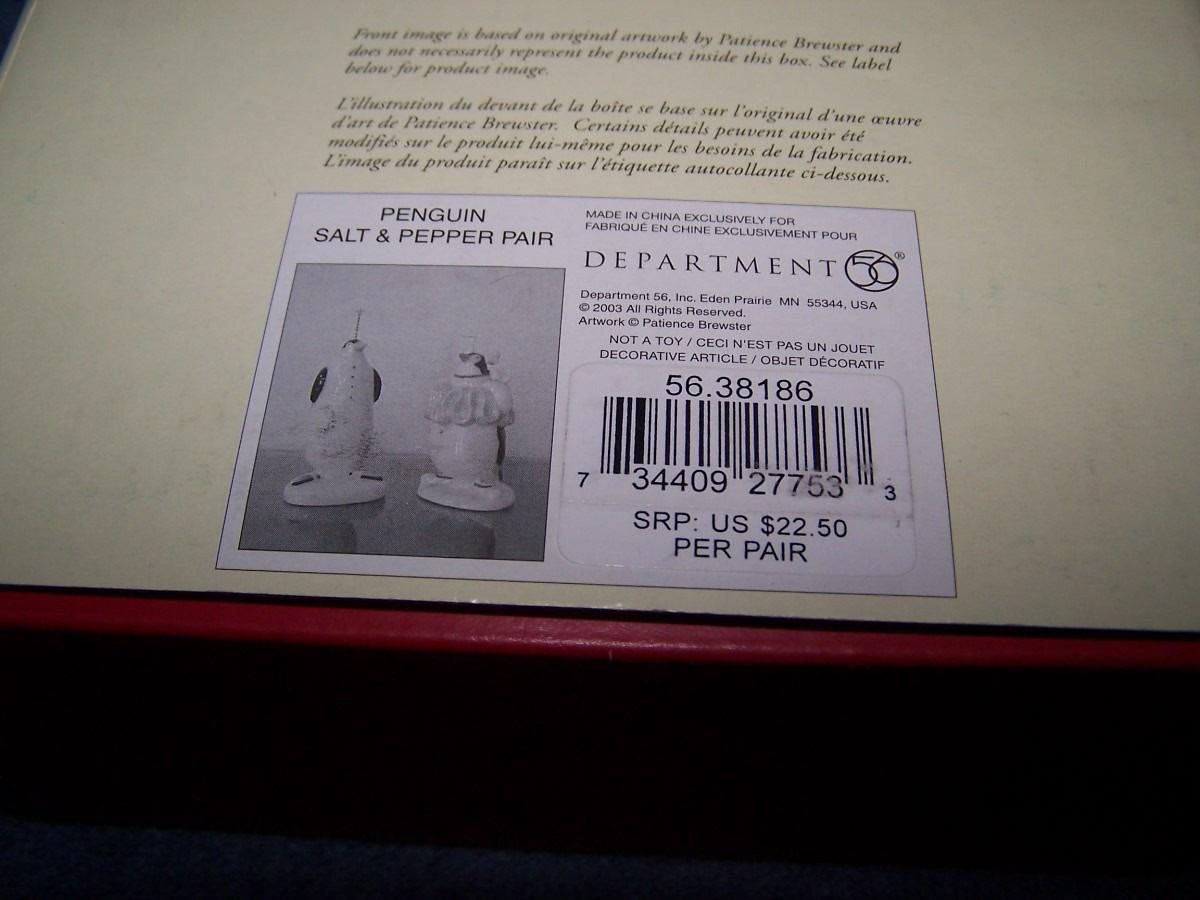 Front image is based on original artwork by Patience Brewster and
does not necessarily represent the product inside this box. See label
below for product image.
L'illustration du devant de la boîte se base sur l'original d'une œuvre
d'art de Patience Brewster. Certains détails peuvent avoir été
modifiés sur le produit lui-même pour les besoins de la fabrication.
L'image du produit paraît sur l'étiquette autocollante ci-dessous.
PENGUIN
SALT & PEPPER PAIR
MADE IN CHINA EXCLUSIVELY FOR
FABRIQUÉ EN CHINE EXCLUSIVEMENT POUR
DEPARTMENT 56®
Department 56, Inc. Eden Prairie MN 55344, USA
© 2003 All Rights Reserved.
Artwork © Patience Brewster
NOT A TOY / CECI N'EST PAS UN JOUET
DECORATIVE ARTICLE / OBJET DÉCORATIF
56.38186
7 34409 27753 3
SRP: US $22.50
PER PAIR